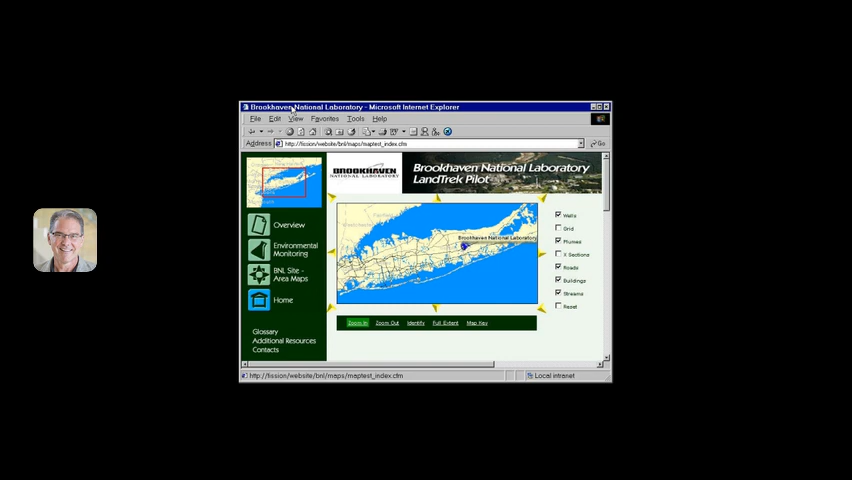 Brookhaven National Laboratory - Microsoft Internet Explorer
File Edit View Favorites Tools Help
Address http://fission/website/bnl/maps/maptest_index.cfm Go
BROOKHAVEN
NATIONAL LABORATORY
Brookhaven National Laboratory
LandTrek Pilot
Overview
Environmental
Monitoring
BNL Site -
Area Maps
Home
Glossary
Additional Resources
Contacts
Brookhaven National Laboratory
Wells
Grid
Plumes
X Sections
Roads
Buildings
Streams
Reset
Zoom In Zoom Out Identify Full Extent Map Key
http://fission/website/bnl/maps/maptest_index.cfm Local intranet